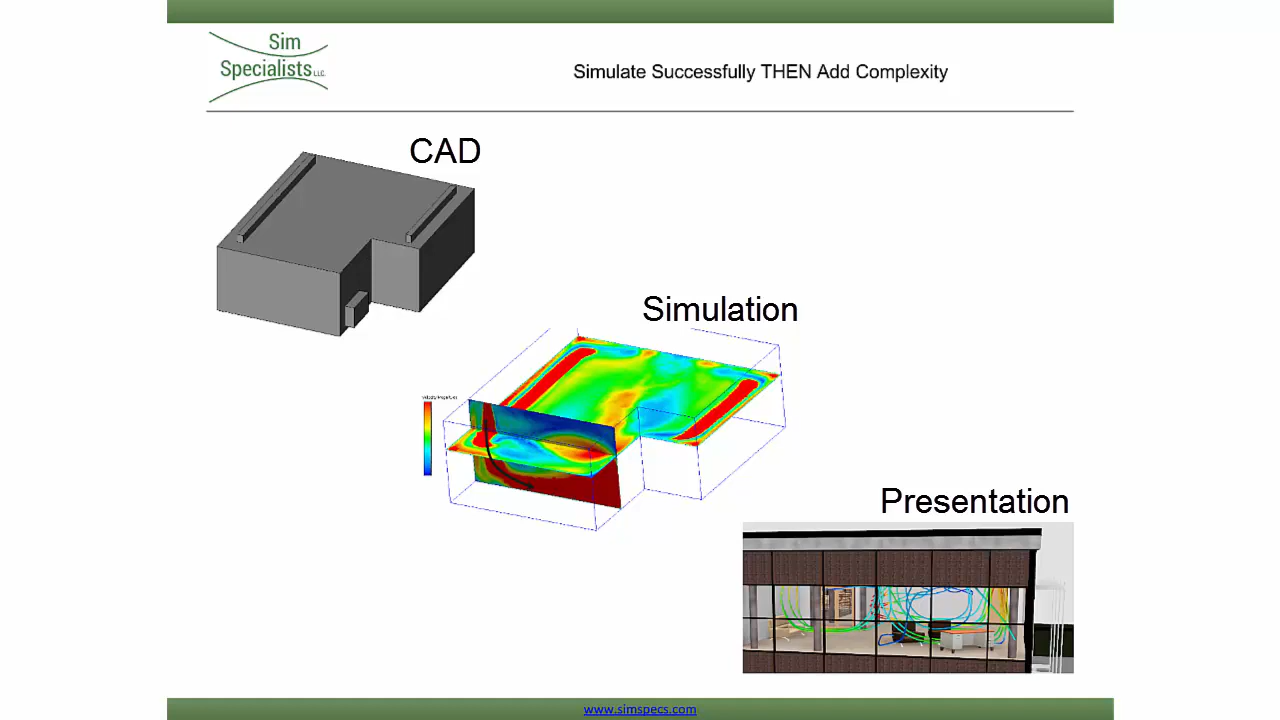 Sim
Specialists LLC.
Simulate Successfully THEN Add Complexity
CAD
Simulation
Presentation
www.simspecs.com